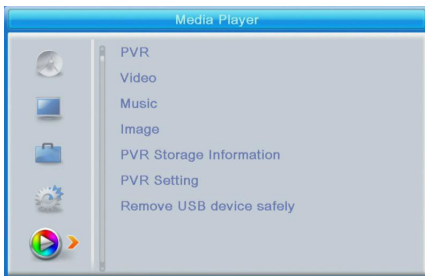 Media Player
PVR
Video
Music
Image
PVR Storage Information
PVR Setting
Remove USB device safely